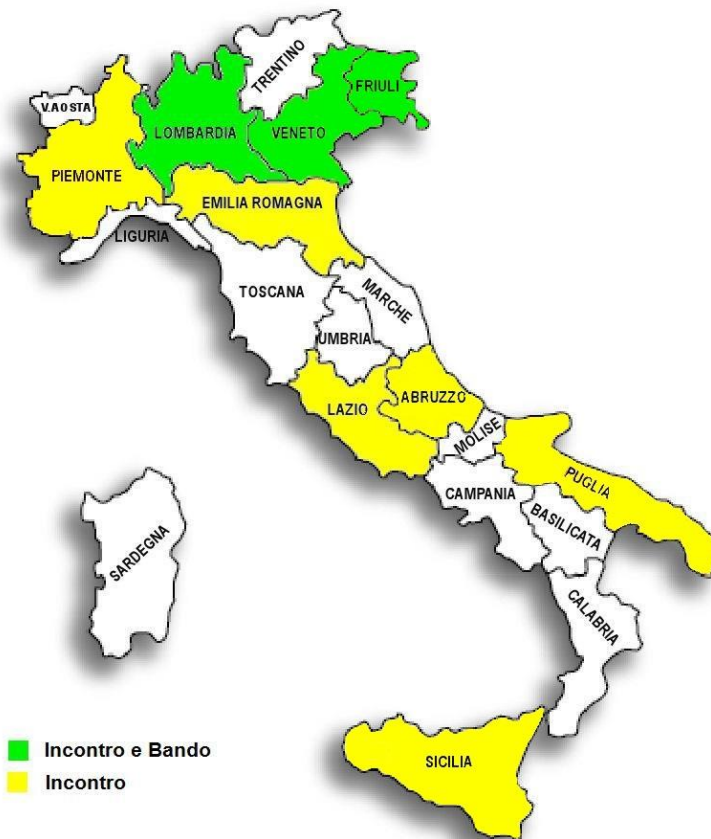 TRENTINO
FRIULI
V.AOSTA
LOMBARDIA
VENETO
PIEMONTE
EMILIA ROMAGNA
LIGURIA
TOSCANA
MARCHE
UMBRIA
LAZIO
ABRUZZO
MOLISE
PUGLIA
CAMPANIA
BASILICATA
SARDEGNA
CALABRIA
Incontro e Bando
SICILIA
Incontro